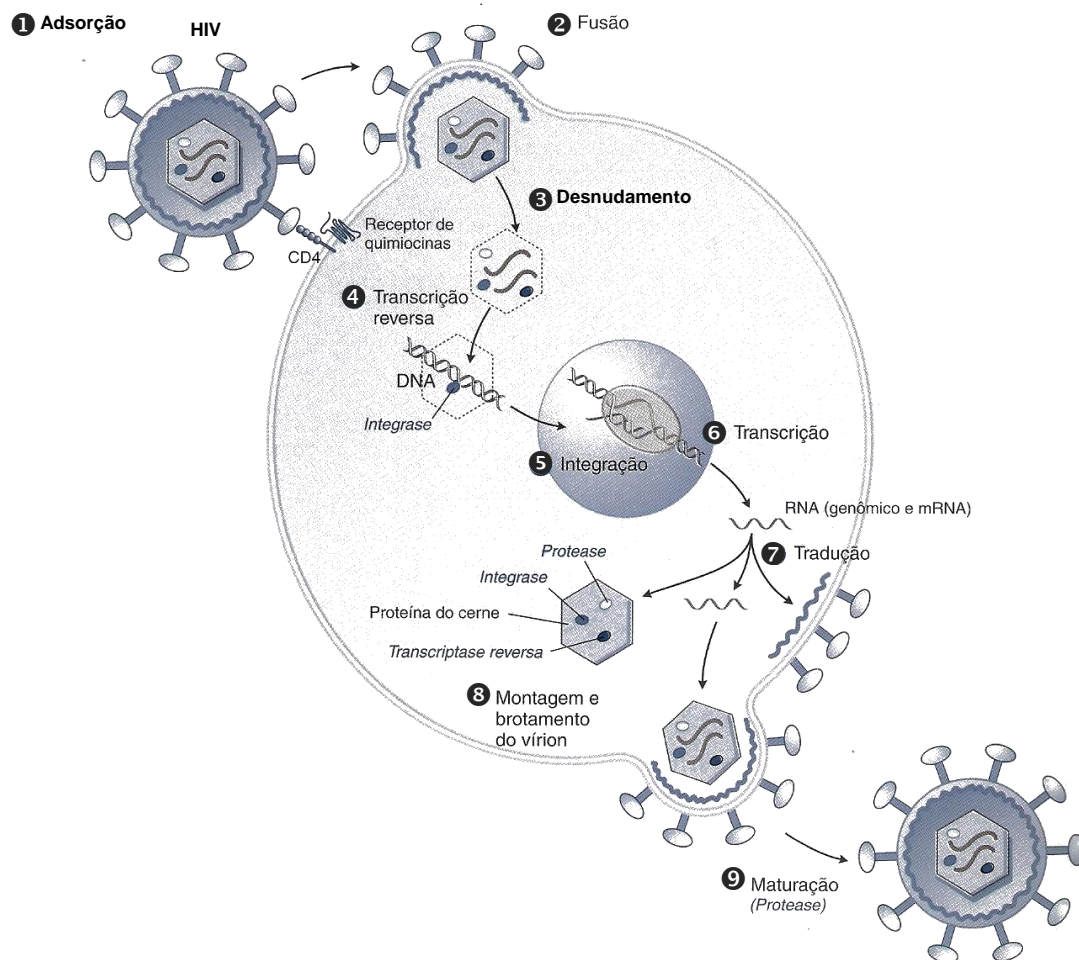 1 Adsorção
HIV
2 Fusão
3 Desnudamento
Receptor de
quimiocinas
CD4
4 Transcrição
reversa
DNA
Integrase
5 Integração
6 Transcrição
RNA (genômico e mRNA)
7 Tradução
Protease
Integrase
Proteína do cerne
Transcriptase reversa
8 Montagem e
brotamento
do vírion
9 Maturação
(Protease)